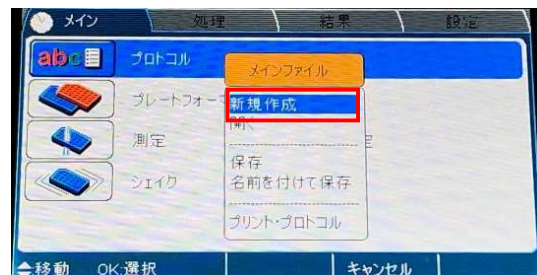 メイン 処理 結果 設定
abc プロトコル
メインファイル
プレートフォー
新規作成
開く
測定
定
保存
シェイク
名前を付けて保存
プリント・プロトコル
移動 OK:選択 キャンセル